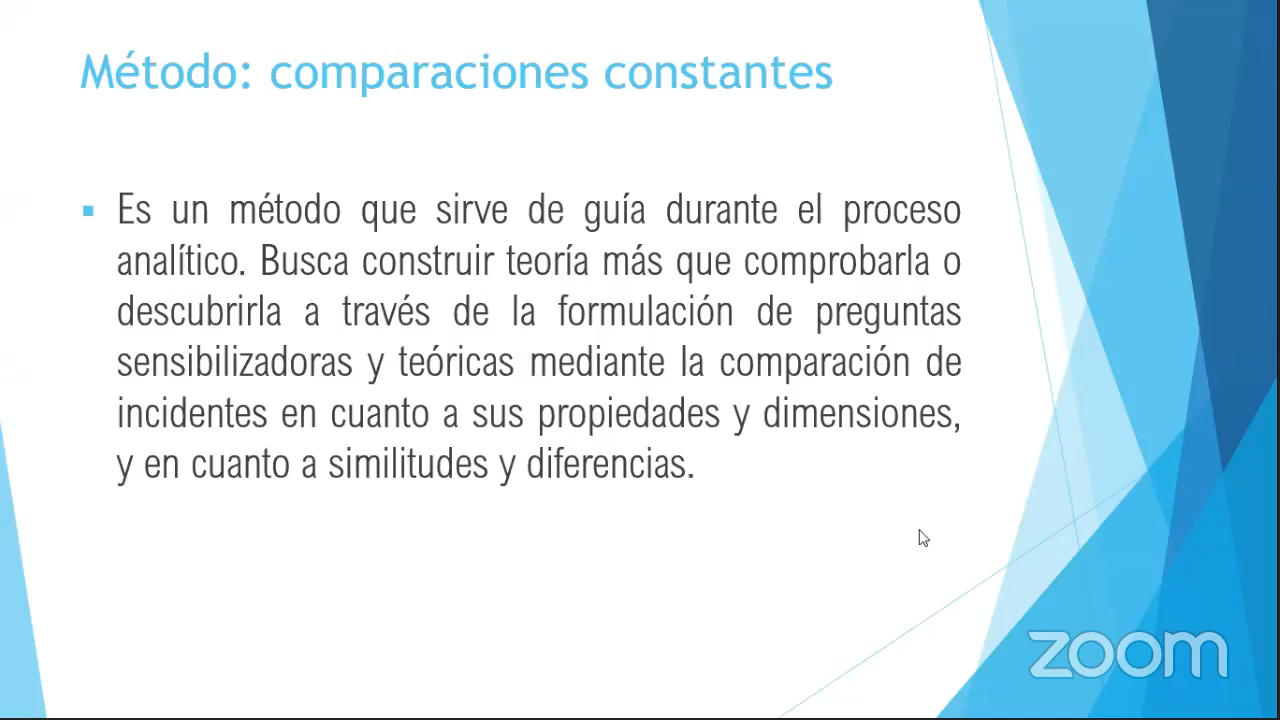 Método: comparaciones constantes
Es un método que sirve de guía durante el proceso
analítico. Busca construir teoría más que comprobarla o
descubrirla a través de la formulación de preguntas
sensibilizadoras y teóricas mediante la comparación de
incidentes en cuanto a sus propiedades y dimensiones,
y en cuanto a similitudes y diferencias.
zoom